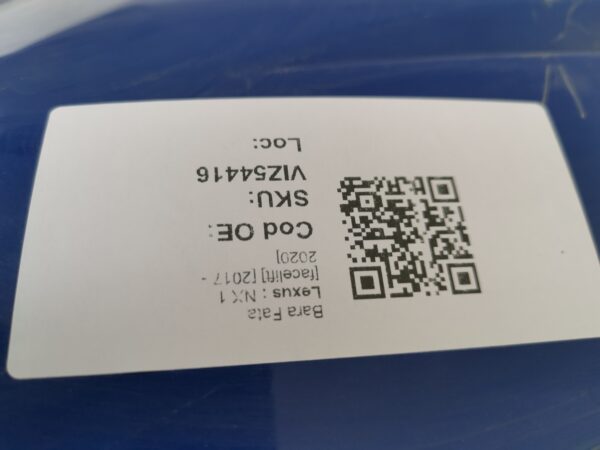 Bara Fata
Lexus : NX 1
[facelift] [2017 -
2020]
Cod OE:
SKU:
VIZ54416
Loc: